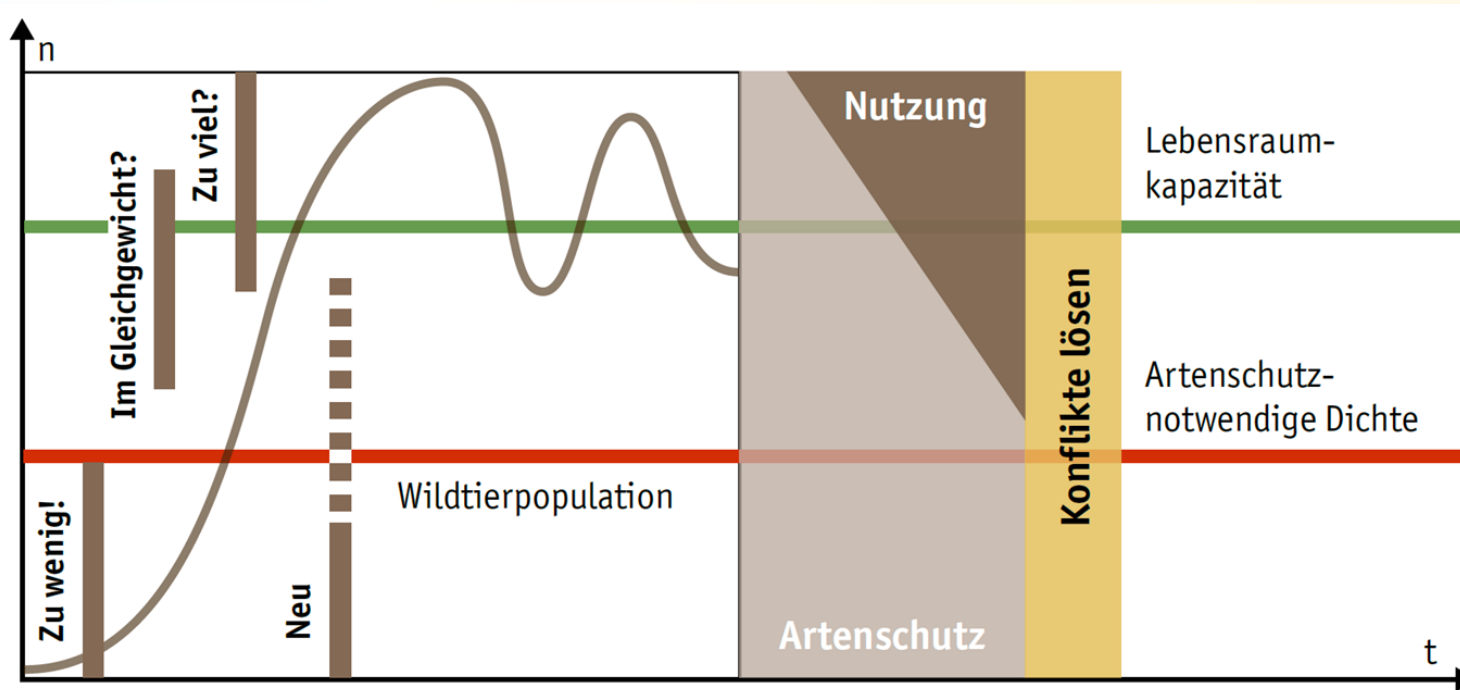 n
Zu viel?
Im Gleichgewicht?
Nutzung
Lebensraum-
kapazität
Konflikte lösen
Artenschutz-
notwendige Dichte
Wildtierpopulation
Zu wenig!
Neu
Artenschutz
t